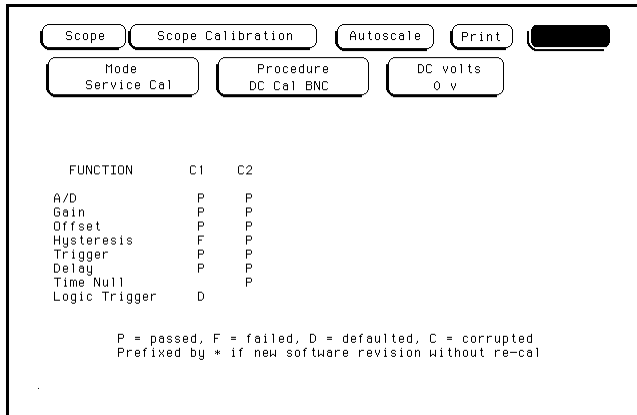 Scope Scope Calibration Autoscale Print
Mode Procedure DC volts
Service Cal DC Cal BNC 0 v
FUNCTION C1 C2
A/D P P
Gain P P
Offset P P
Hysteresis F P
Trigger P P
Delay P P
Time Null P
Logic Trigger D
P = passed, F = failed, D = defaulted, C = corrupted
Prefixed by * if new software revision without re-cal